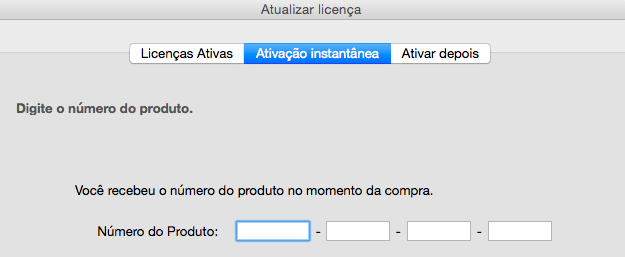 Atualizar licença
Licenças Ativas Ativação instantânea Ativar depois
Digite o número do produto.
Você recebeu o número do produto no momento da compra.
Número do Produto: - - -